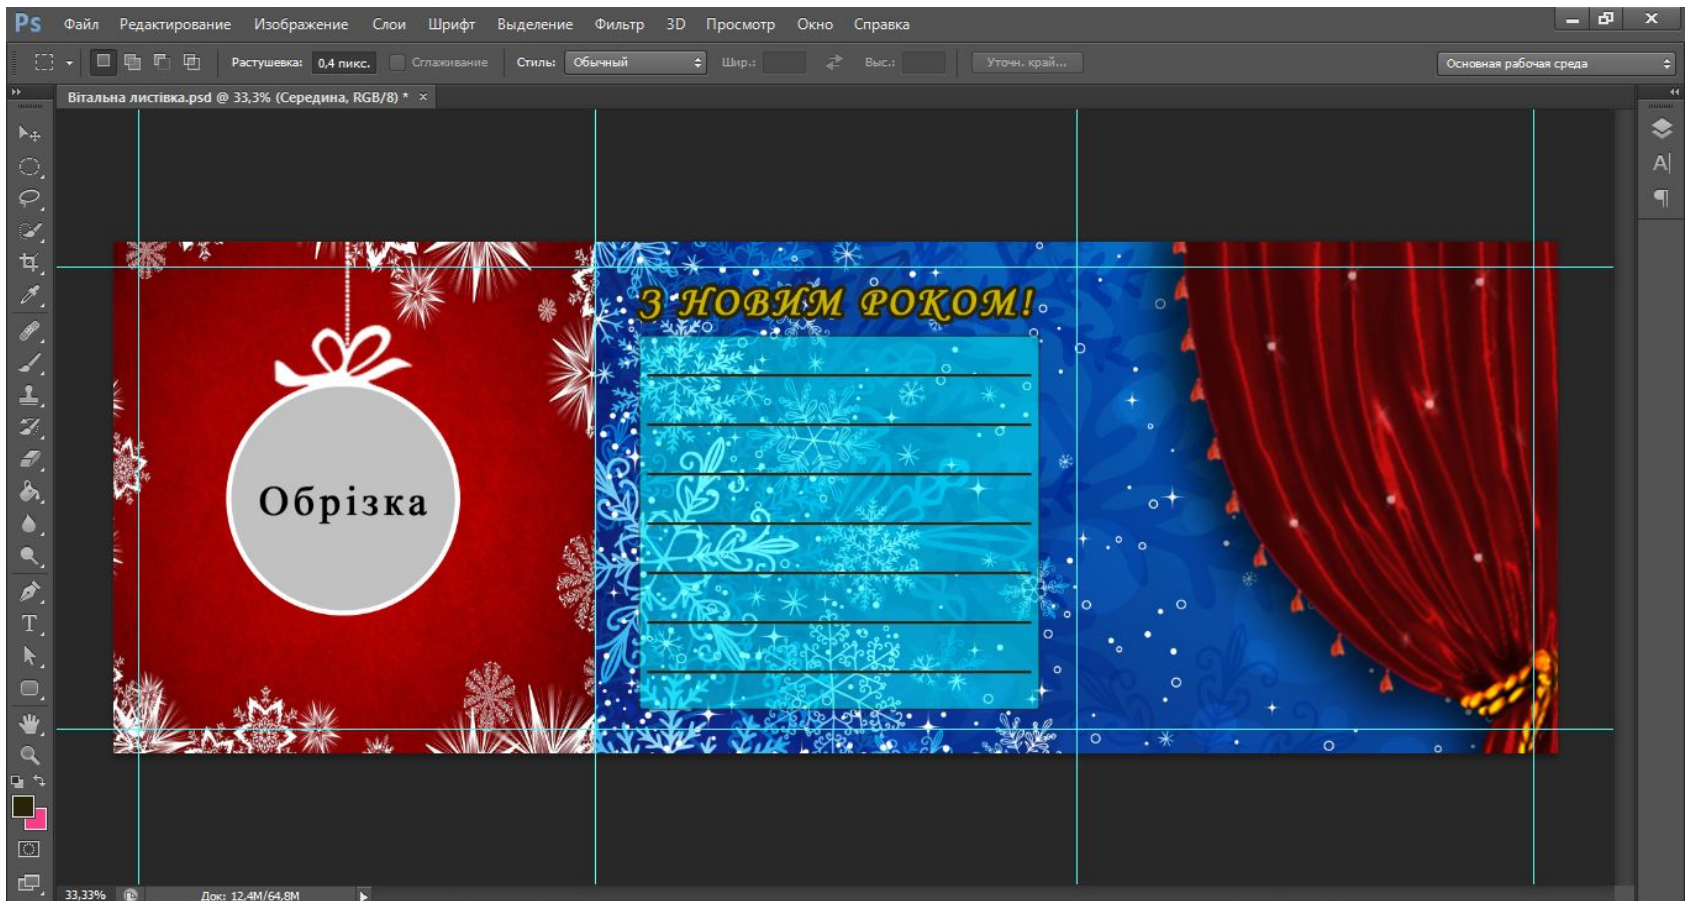 Ps Файл Редактирование Изображение Слои Шрифт Выделение Фильтр 3D Просмотр Окно Справка
Растушевка: 0,4 пикс. Сглаживание Стиль: Обычный Шир.: Выс.: Уточн. край... Основная рабочая среда
Вітальна листівка.psd @ 33,3% (Середина, RGB/8) * ×
З НОВИМ РОКОМ!
Обрізка
33,33% Док: 12,4M/64,8M